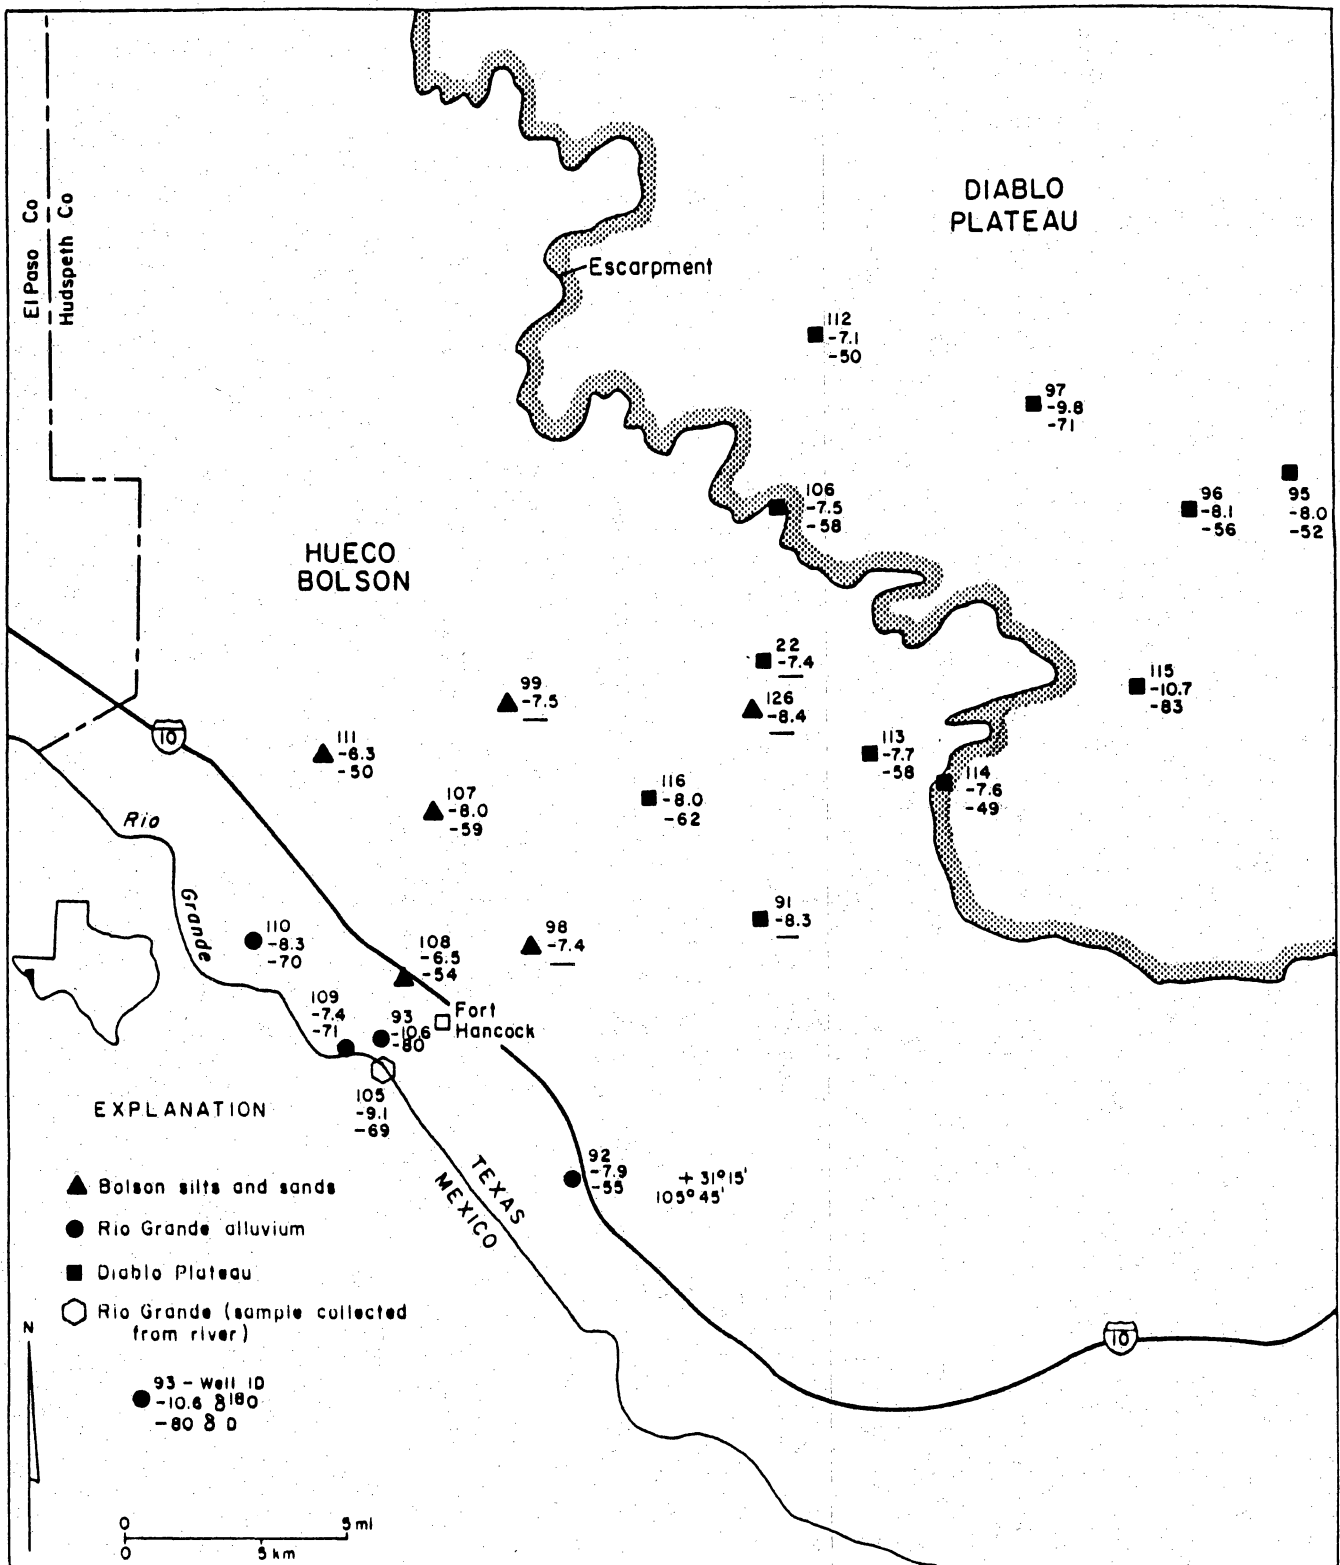 El Paso Co
Hudspeth Co
DIABLO
PLATEAU
Escarpment
112
-7.1
-50
97
-9.8
-71
106
-7.5
-58
96
-8.1
-56
95
-8.0
-52
HUECO
BOLSON
22
-7.4
99
-7.5
126
-8.4
115
-10.7
-83
10
111
-6.3
-50
113
-7.7
-58
114
-7.6
-49
107
-8.0
-59
116
-8.0
-62
Rio
Grande
91
-8.3
110
-8.3
-70
108
-6.5
-54
98
-7.4
109
-7.4
-71
93
-10.6
-80
Fort
Hancock
105
-9.1
-69
EXPLANATION
92
-7.9
-55
+ 31°15'
105°45'
TEXAS
MEXICO
Bolson silts and sands
Rio Grande alluvium
Diablo Plateau
Rio Grande (sample collected
from river)
N
10
93 – Well ID
-10.6 δ18O
-80 δ D
0 5 mi
0 5 km